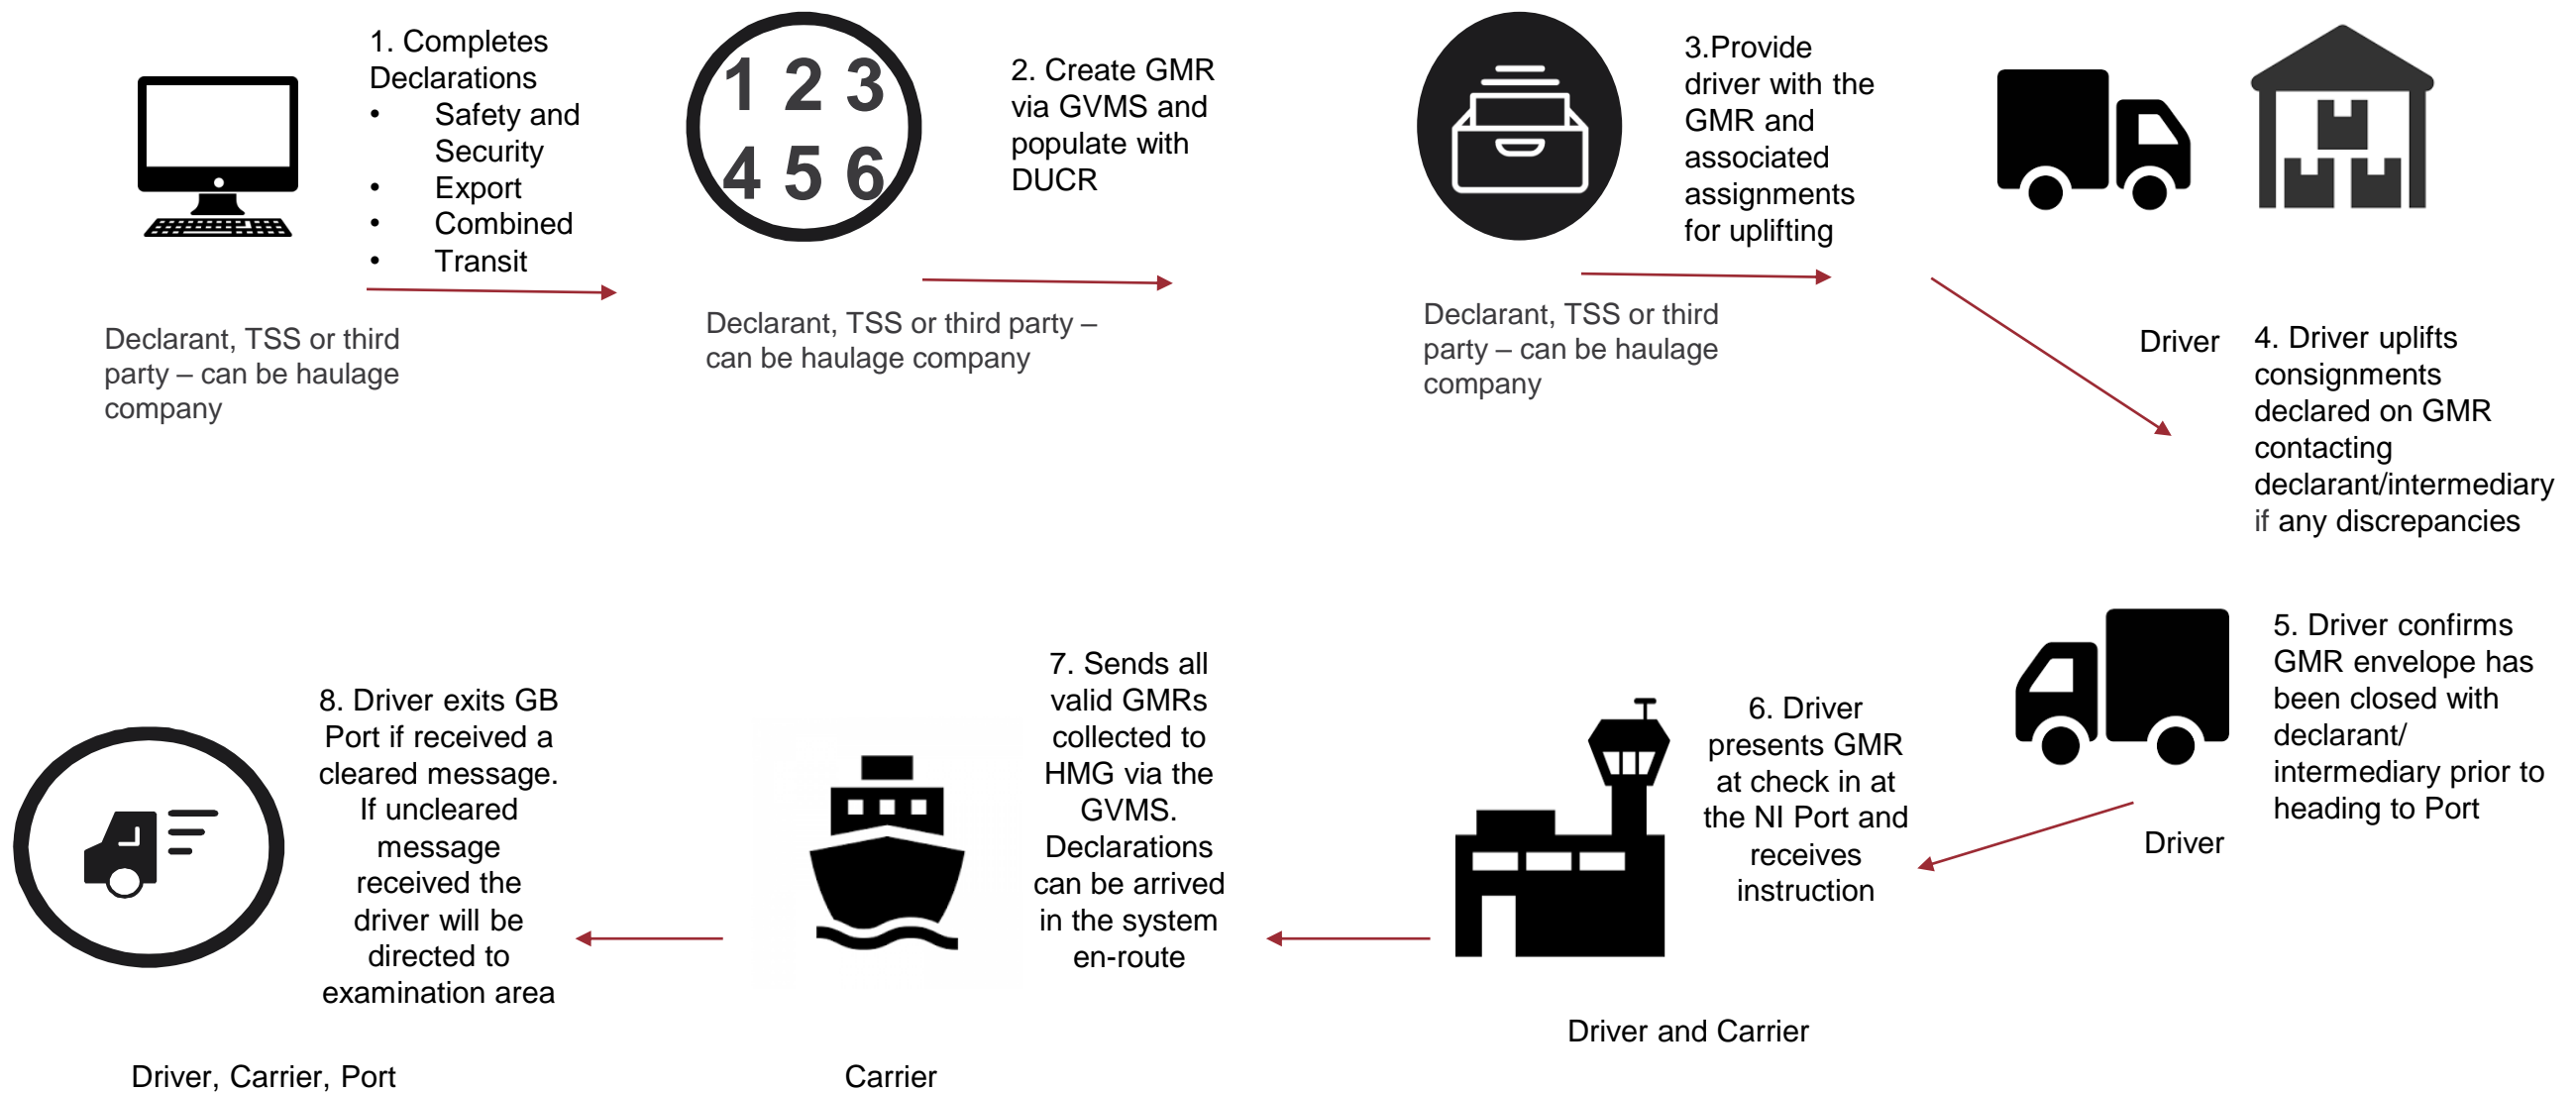 1. Completes
Declarations
• Safety and
Security
• Export
• Combined
• Transit
Declarant, TSS or third
party – can be haulage
company
1 2 3
4 5 6
2. Create GMR
via GVMS and
populate with
DUCR
Declarant, TSS or third party –
can be haulage company
3.Provide
driver with the
GMR and
associated
assignments
for uplifting
Declarant, TSS or third
party – can be haulage
company
Driver
4. Driver uplifts
consignments
declared on GMR
contacting
declarant/intermediary
if any discrepancies
5. Driver confirms
GMR envelope has
been closed with
declarant/
intermediary prior to
heading to Port
Driver
6. Driver
presents GMR
at check in at
the NI Port and
receives
instruction
Driver and Carrier
7. Sends all
valid GMRs
collected to
HMG via the
GVMS.
Declarations
can be arrived
in the system
en-route
Carrier
8. Driver exits GB
Port if received a
cleared message.
If uncleared
message
received the
driver will be
directed to
examination area
Driver, Carrier, Port